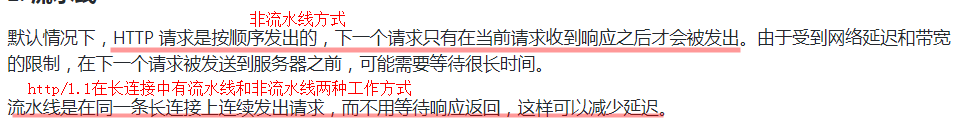 非流水线方式
默认情况下，HTTP 请求是按顺序发出的，下一个请求只有在当前请求收到响应之后才会被发出。由于受到网络延迟和带宽
的限制，在下一个请求被发送到服务器之前，可能需要等待很长时间。
http/1.1在长连接中有流水线和非流水线两种工作方式
流水线是在同一条长连接上连续发出请求，而不用等待响应返回，这样可以减少延迟。